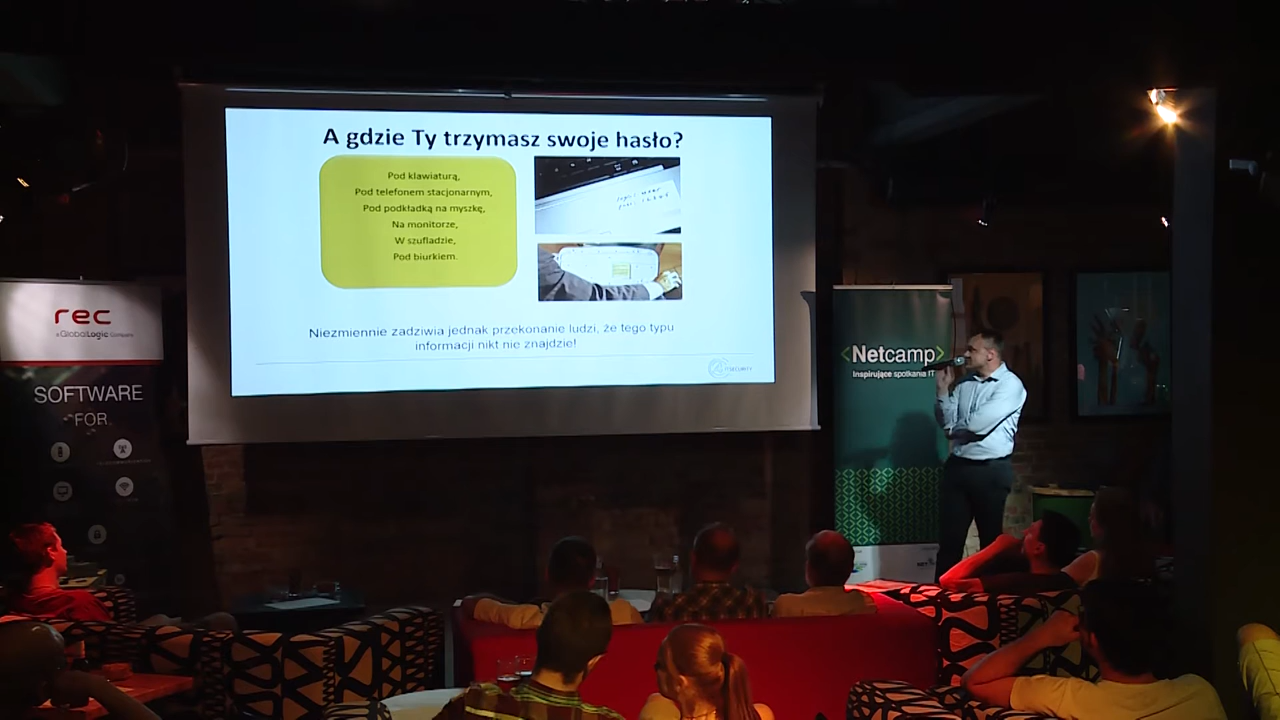 A gdzie Ty trzymasz swoje hasło?
Pod klawiaturą,
Pod telefonem stacjonarnym,
Pod podkładką na myszkę,
Na monitorze,
W szufladzie,
Pod biurkiem.
Niezmiennie zadziwia jednak przekonanie ludzi, że tego typu
informacji nikt nie znajdzie!
rec
a GlobalLogic Company
SOFTWARE
FOR
<Netcamp>
Inspirujące spotkania IT